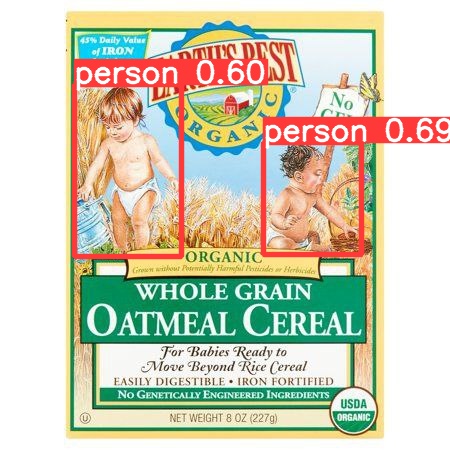 45% Daily Value
of IRON
EARTH'S BEST
ORGANIC
person 0.60
No
person 0.69
ORGANIC
Grown without Potentially Harmful Pesticides or Herbicides
WHOLE GRAIN
OATMEAL CEREAL
For Babies Ready to
Move Beyond Rice Cereal
EASILY DIGESTIBLE • IRON FORTIFIED
NO GENETICALLY ENGINEERED INGREDIENTS
U
NET WEIGHT 8 OZ (227g)
USDA
ORGANIC